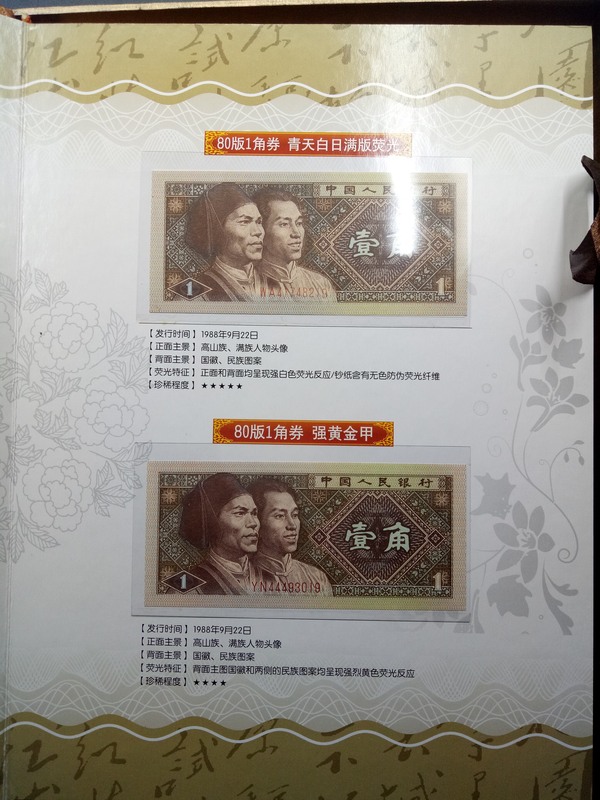 80版1角券 青天白日满版荧光
中国人民银行
壹角
1
1
【发行时间】1988年9月22日
【正面主景】高山族、满族人物头像
【背面主景】国徽、民族图案
【荧光特征】正面和背面均呈现强白色荧光反应/钞纸含有无色防伪荧光纤维
【珍稀程度】★★★★★
80版1角券 强黄金甲
中国人民银行
壹角
YN44493019
1
1
【发行时间】1988年9月22日
【正面主景】高山族、满族人物头像
【背面主景】国徽、民族图案
【荧光特征】背面主图国徽和两侧的民族图案均呈现强烈黄色荧光反应
【珍稀程度】★★★★